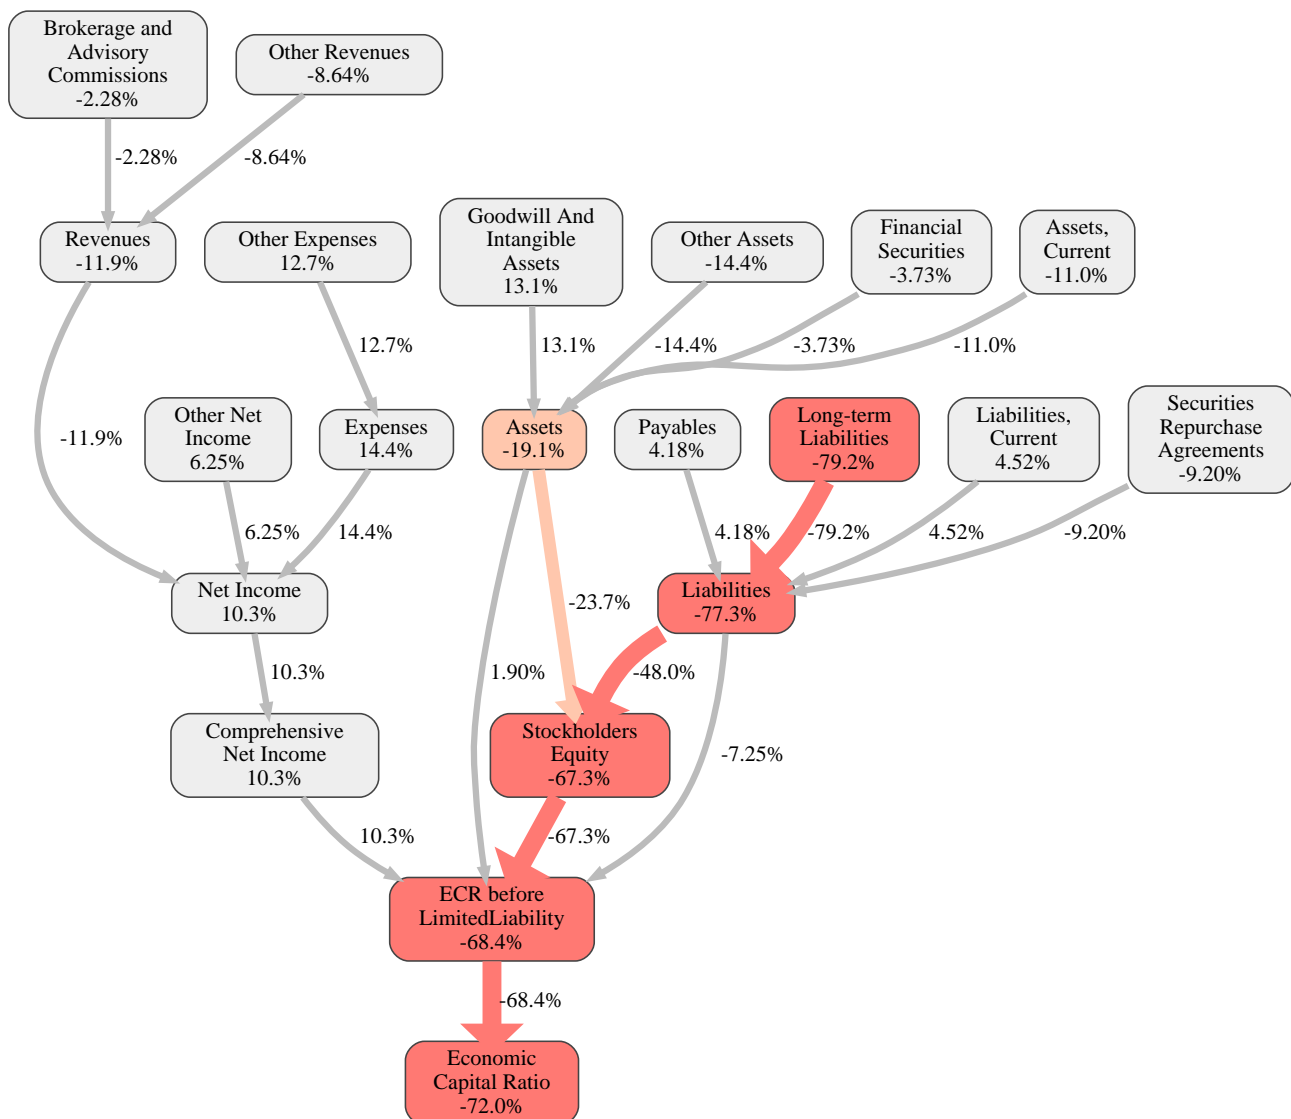 Brokerage and
Advisory
Commissions
-2.28%
Other Revenues
-8.64%
-2.28%
-8.64%
Revenues
-11.9%
Other Expenses
12.7%
Goodwill And
Intangible
Assets
13.1%
Other Assets
-14.4%
Financial
Securities
-3.73%
Assets,
Current
-11.0%
12.7%
13.1%
-14.4%
-3.73%
-11.0%
-11.9%
Other Net
Income
6.25%
Expenses
14.4%
Assets
-19.1%
Payables
4.18%
Long-term
Liabilities
-79.2%
Liabilities,
Current
4.52%
Securities
Repurchase
Agreements
-9.20%
6.25%
14.4%
4.18%
-79.2%
4.52%
-9.20%
Net Income
10.3%
-23.7%
Liabilities
-77.3%
10.3%
1.90%
-48.0%
Comprehensive
Net Income
10.3%
Stockholders
Equity
-67.3%
-7.25%
10.3%
-67.3%
ECR before
LimitedLiability
-68.4%
-68.4%
Economic
Capital Ratio
-72.0%